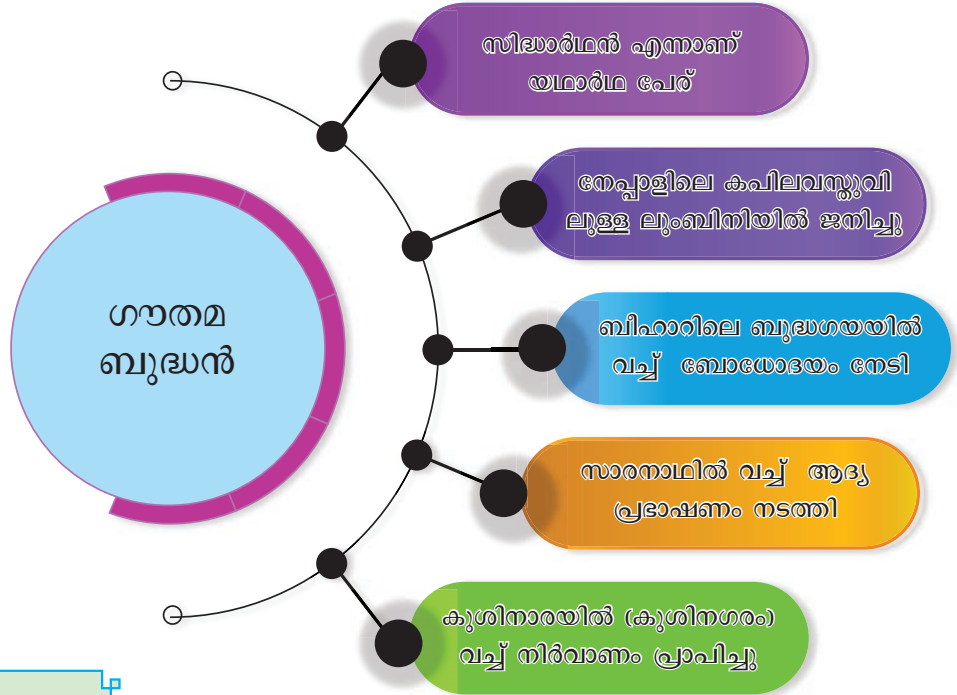 സിദ്ധാർഥൻ എന്നാണ്
യഥാർഥ പേര്
നേപ്പാളിലെ കപിലവസ്തുവി
ലുള്ള ലുംബിനിയിൽ ജനിച്ചു
ഗൗതമ
ബുദ്ധൻ
ബീഹാറിലെ ബുദ്ധഗയയിൽ
വച്ച് ബോധോദയം നേടി
സാരനാഥിൽ വച്ച് ആദ്യ
പ്രഭാഷണം നടത്തി
കുശിനാരയിൽ (കുശിനഗരം)
വച്ച് നിർവാണം പ്രാപിച്ചു